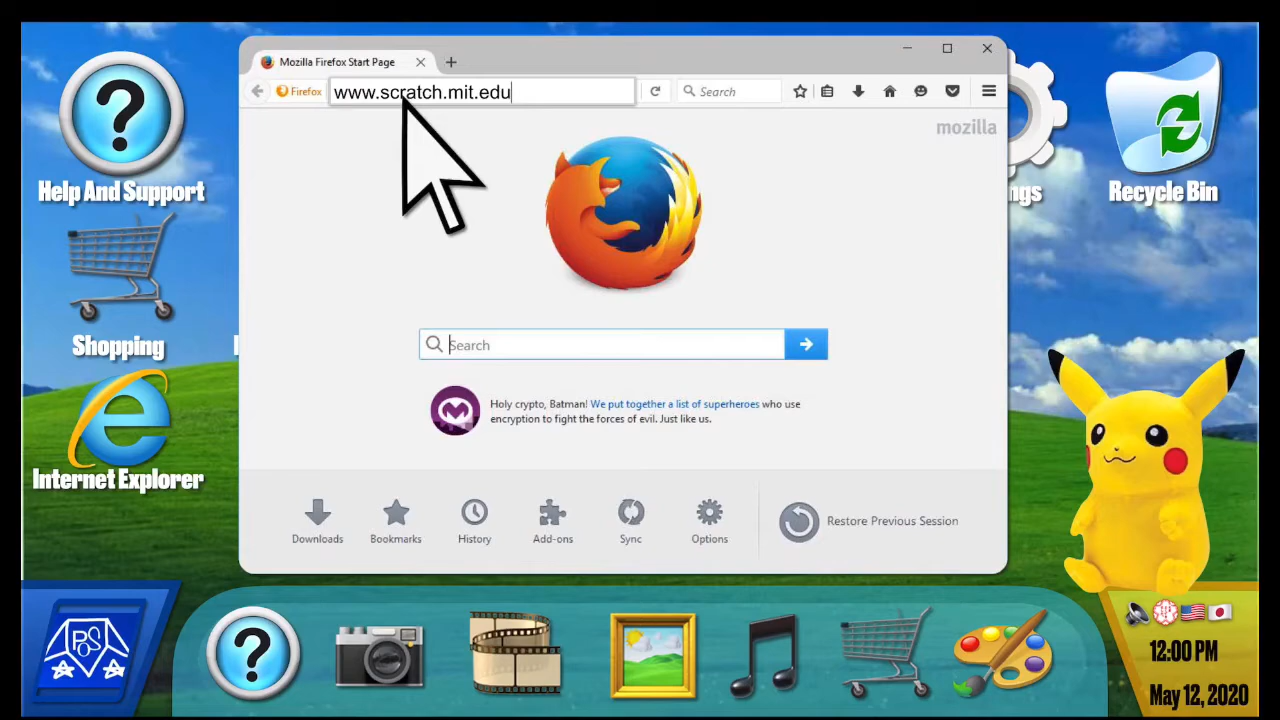 Mozilla Firefox Start Page
Firefox
www.scratch.mit.edu
Search
mozilla
Help And Support
ngs
Recycle Bin
Shopping
Search
Holy crypto, Batman! We put together a list of superheroes who use
encryption to fight the forces of evil. Just like us.
Internet Explorer
Downloads
Bookmarks
History
Add-ons
Sync
Options
Restore Previous Session
POS
12:00 PM
May 12, 2020